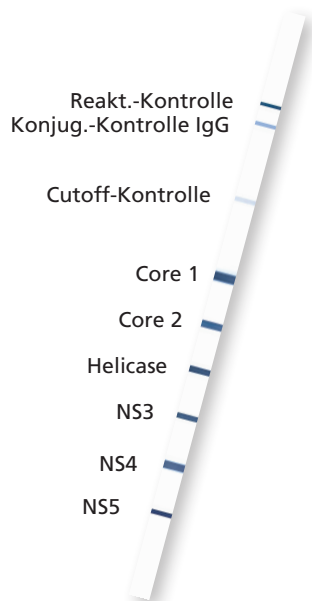 Reakt.-Kontrolle
Konjug.-Kontrolle IgG
Cutoff-Kontrolle
Core 1
Core 2
Helicase
NS3
NS4
NS5